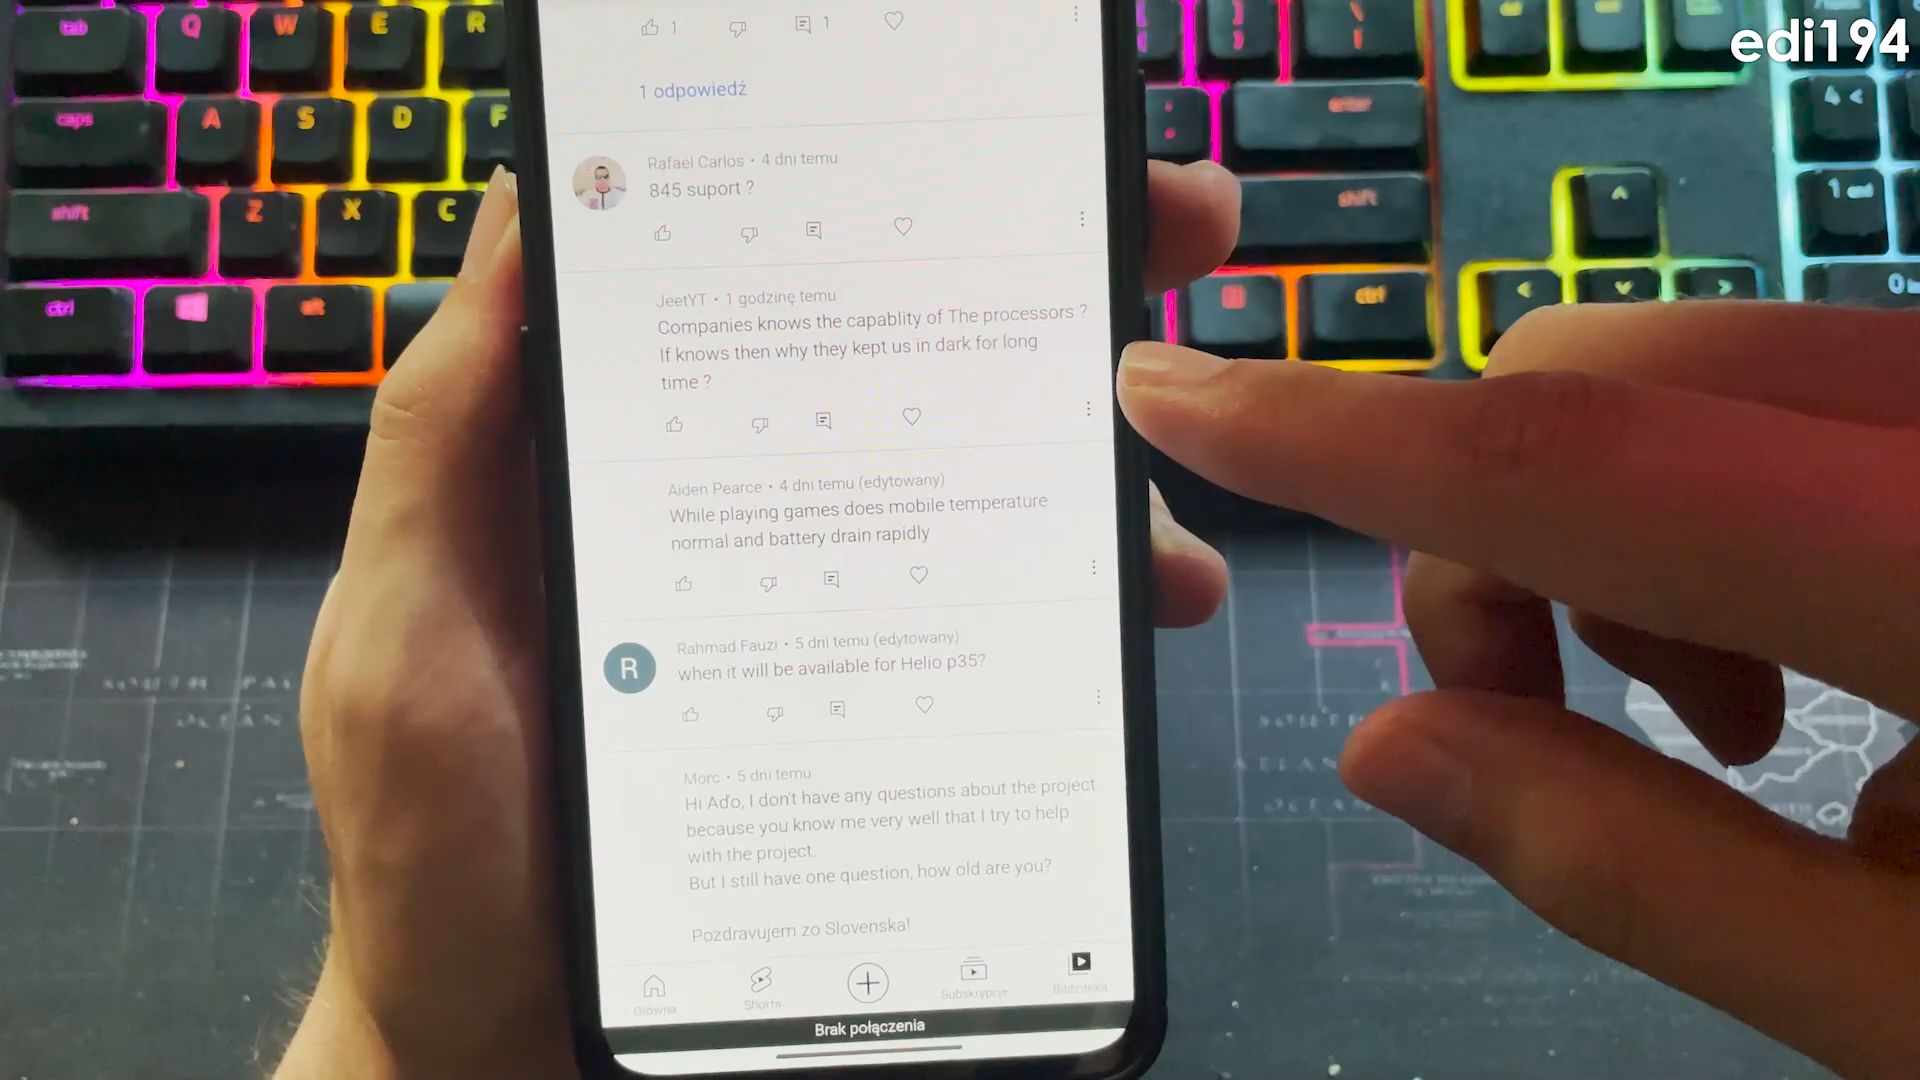 edi194
tab Q W E R
caps A S D F
shift Z X C
ctrl alt
enter
shift
ctrl
4 <
1
0
1 1
1 odpowiedź
Rafael Carlos • 4 dni temu
845 suport ?
JeetYT • 1 godzinę temu
Companies knows the capablity of The processors ?
If knows then why they kept us in dark for long
time ?
Aiden Pearce • 4 dni temu (edytowany)
While playing games does mobile temperature
normal and battery drain rapidly
R
Rahmad Fauzi • 5 dni temu (edytowany)
when it will be available for Helio p35?
Morc • 5 dni temu
Hi Aďo, I don't have any questions about the project
because you know me very well that I try to help
with the project.
But I still have one question, how old are you?
Pozdravujem zo Slovenska!
Główna Shorts Subskrypcje Biblioteka
Brak połączenia